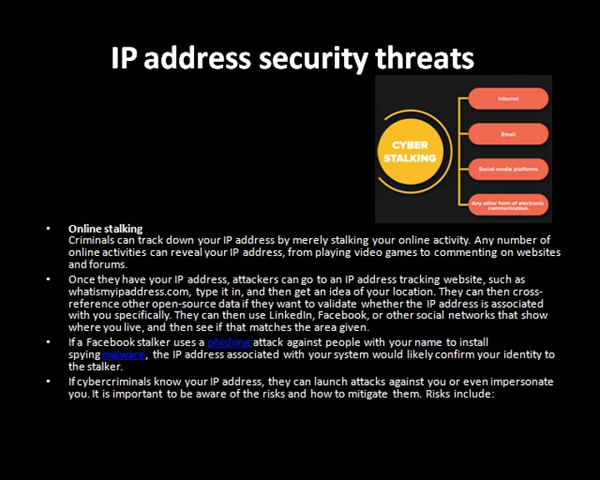 IP address security threats
CYBER
STALKING
Internet
Email
Social media platforms
Any other form of electronic
communication.
• Online stalking
Criminals can track down your IP address by merely stalking your online activity. Any number of
online activities can reveal your IP address, from playing video games to commenting on websites
and forums.
• Once they have your IP address, attackers can go to an IP address tracking website, such as
whatismyipaddress.com, type it in, and then get an idea of your location. They can then cross-
reference other open-source data if they want to validate whether the IP address is associated
with you specifically. They can then use LinkedIn, Facebook, or other social networks that show
where you live, and then see if that matches the area given.
• If a Facebook stalker uses a phishing attack against people with your name to install
spying malware, the IP address associated with your system would likely confirm your identity to
the stalker.
• If cybercriminals know your IP address, they can launch attacks against you or even impersonate
you. It is important to be aware of the risks and how to mitigate them. Risks include: